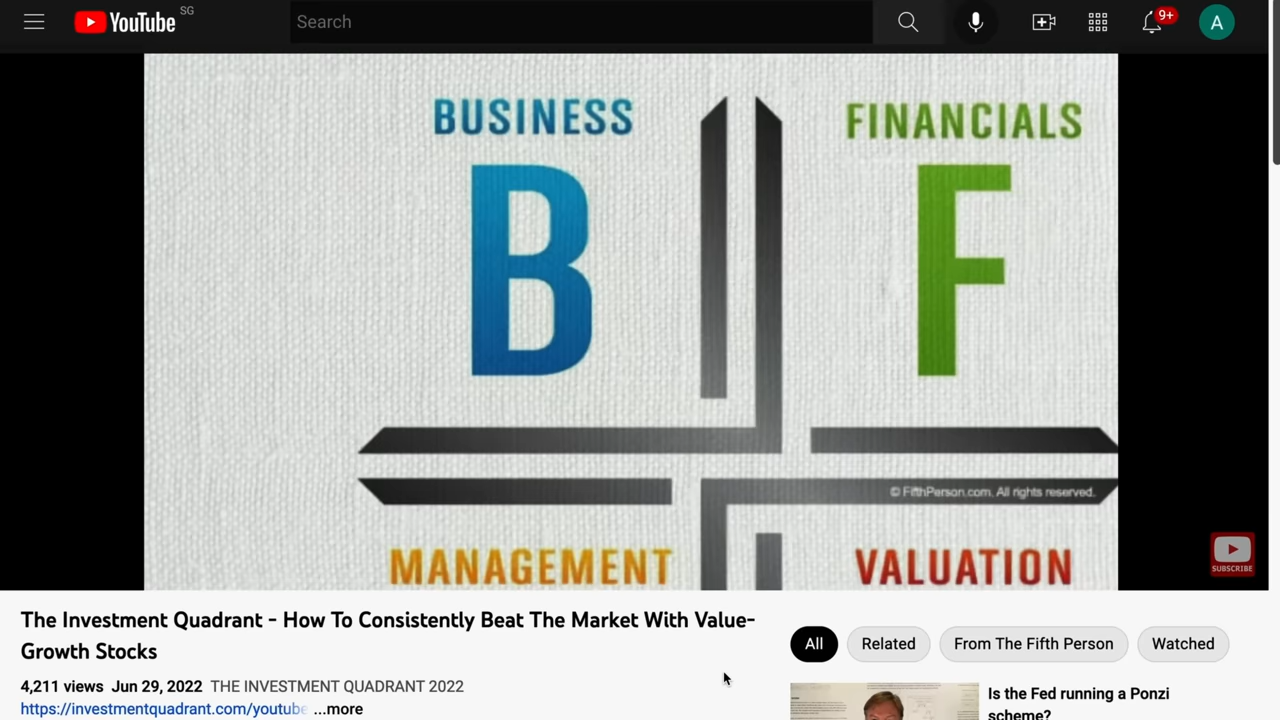 YouTube SG
Search
9+
A
BUSINESS
FINANCIALS
B
F
© FifthPerson.com. All rights reserved.
MANAGEMENT
VALUATION
SUBSCRIBE
The Investment Quadrant - How To Consistently Beat The Market With Value-
Growth Stocks
4,211 views Jun 29, 2022 THE INVESTMENT QUADRANT 2022
https://investmentquadrant.com/youtube ...more
All
Related
From The Fifth Person
Watched
Is the Fed running a Ponzi
scheme?